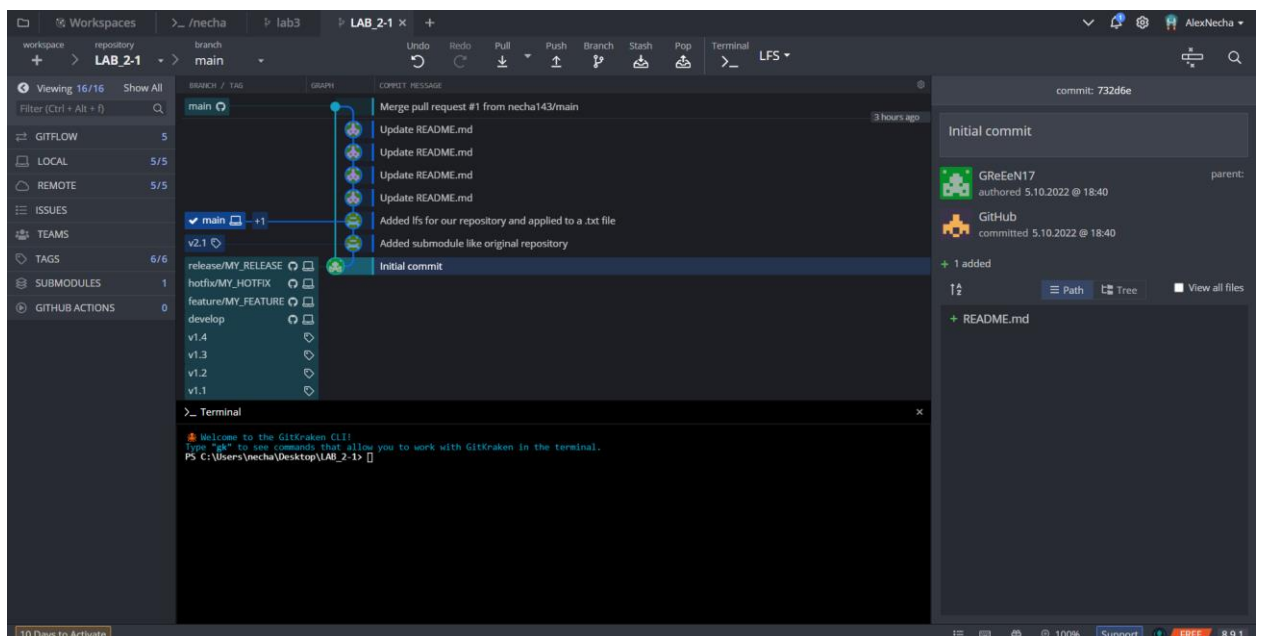 Workspaces
>_ /necha
lab3
LAB_2-1 ×
+
AlexNecha
workspace
repository
LAB_2-1
branch
main
Undo
Redo
Pull
Push
Branch
Stash
Pop
Terminal
LFS
Viewing 16/16 Show All
Filter (Ctrl + Alt + f)
GITFLOW 5
LOCAL 5/5
REMOTE 5/5
ISSUES
TEAMS
TAGS 6/6
SUBMODULES 1
GITHUB ACTIONS 0
BRANCH / TAG
GRAPH
COMMIT MESSAGE
main
Merge pull request #1 from necha143/main
3 hours ago
Update README.md
Update README.md
Update README.md
Update README.md
main +1
Added lfs for our repository and applied to a .txt file
v2.1
Added submodule like original repository
release/MY_RELEASE
Initial commit
hotfix/MY_HOTFIX
feature/MY_FEATURE
develop
v1.4
v1.3
v1.2
v1.1
>_ Terminal ×
Welcome to the GitKraken CLI!
Type "gk" to see commands that allow you to work with GitKraken in the terminal.
PS C:\Users\necha\Desktop\LAB_2-1>
commit: 732d6e
Initial commit
GReEeN17
authored 5.10.2022 @ 18:40
parent:
GitHub
committed 5.10.2022 @ 18:40
+ 1 added
Path
Tree
View all files
+ README.md
10 Days to Activate
100%
Support
FREE
8.9.1